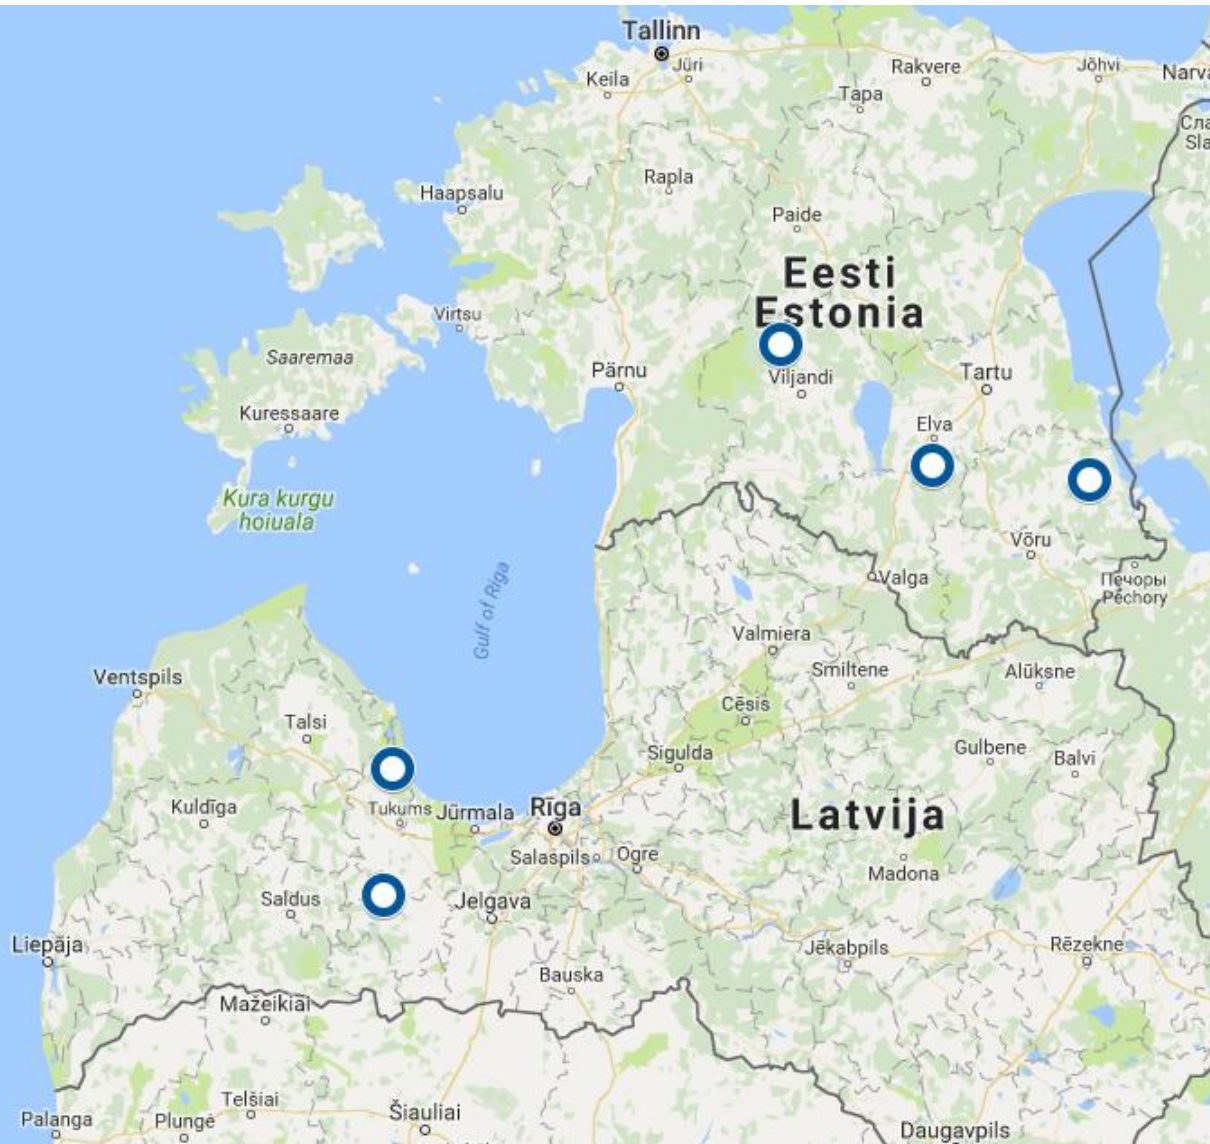 Tallinn
Jüri
Keila
Rakvere
Jõhvi
Tapa
Rapla
Haapsalu
Paide
Eesti
Estonia
Virtsu
Saaremaa
Pärnu
Viljandi
Tartu
Kuressaare
Elva
Kura kurgu
hoiuala
Võru
Gulf of Riga
Valga
Печоры
Pechory
Valmiera
Smiltene
Alūksne
Ventspils
Cēsis
Talsi
Sigulda
Gulbene
Balvi
Kuldīga
Tukums
Jūrmala
Rīga
Latvija
Salaspils
Ogre
Madona
Saldus
Jelgava
Liepāja
Jēkabpils
Rēzekne
Bauska
Mažeikiai
Telšiai
Palanga
Plungė
Šiauliai
Daugavpils